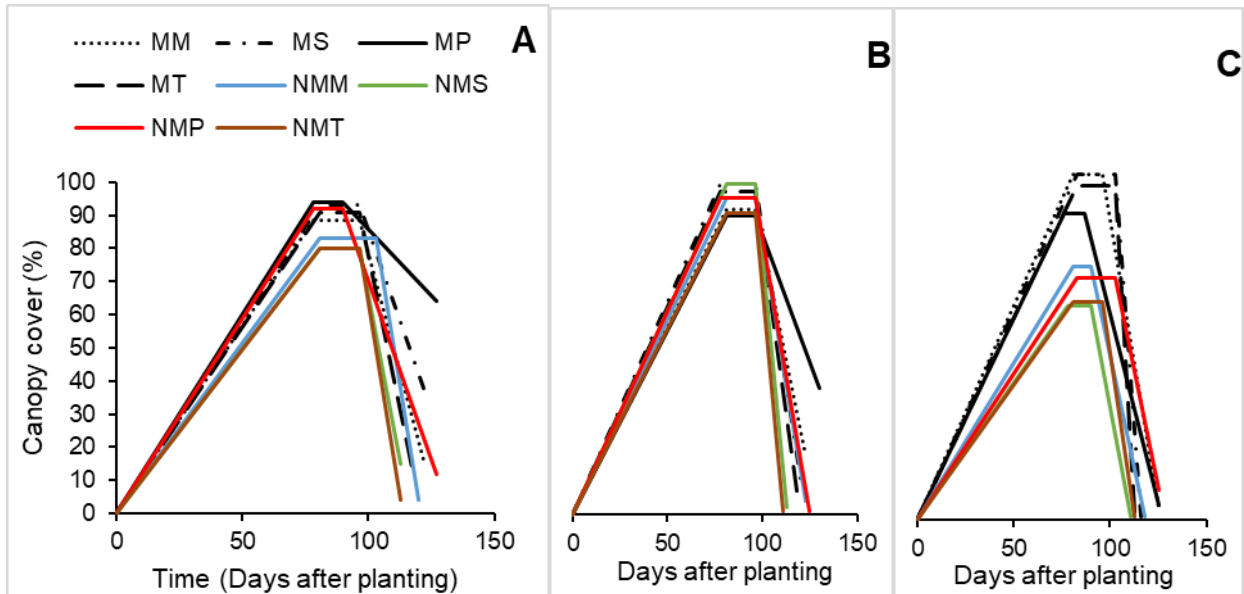 MM MS MP A
MT NMM NMS
NMP NMT
100
90
80
70
60
50
40
30
20
10
0
Canopy cover (%)
0 50 100 150
Time (Days after planting)
B
0 50 100 150
Days after planting
C
0 50 100 150
Days after planting